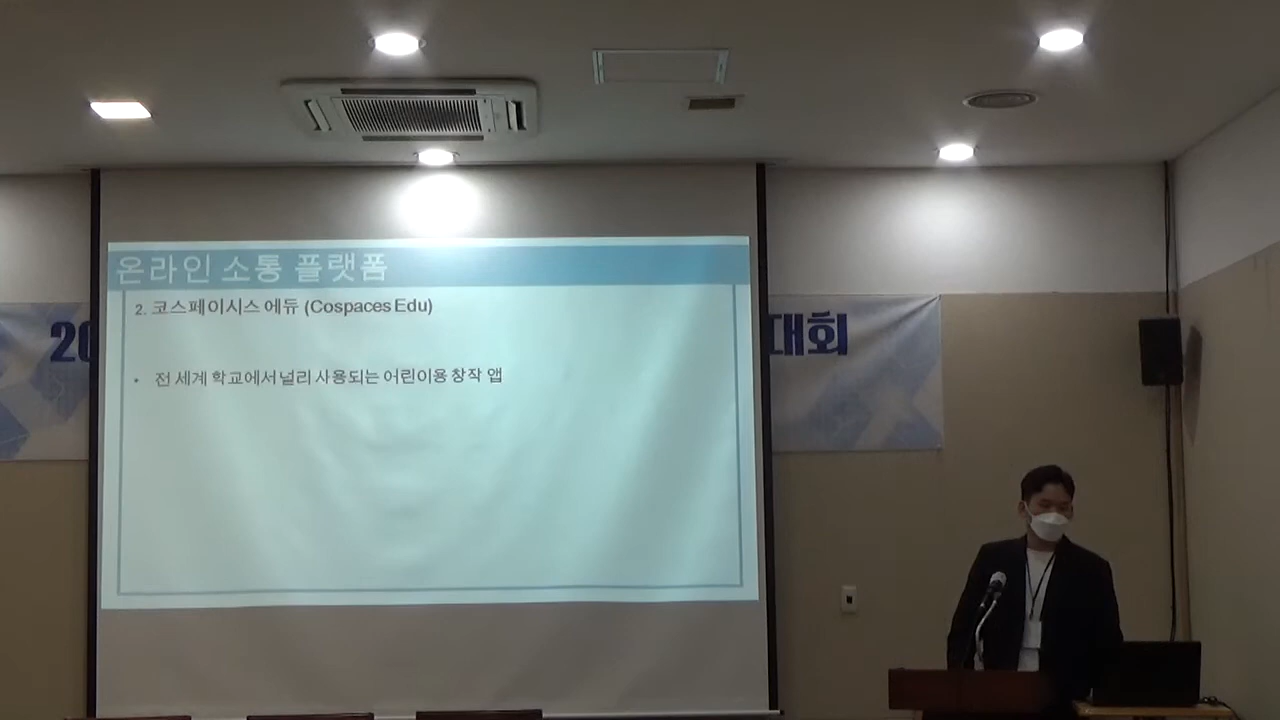 온라인 소통 플랫폼
2. 코스페이시스 에듀 (Cospaces Edu)
• 전 세계 학교에서 널리 사용되는 어린이용 창작 앱
20
대회